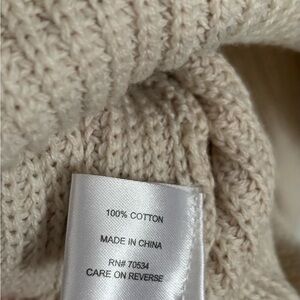 100% COTTON
MADE IN CHINA
RN# 70534
CARE ON REVERSE